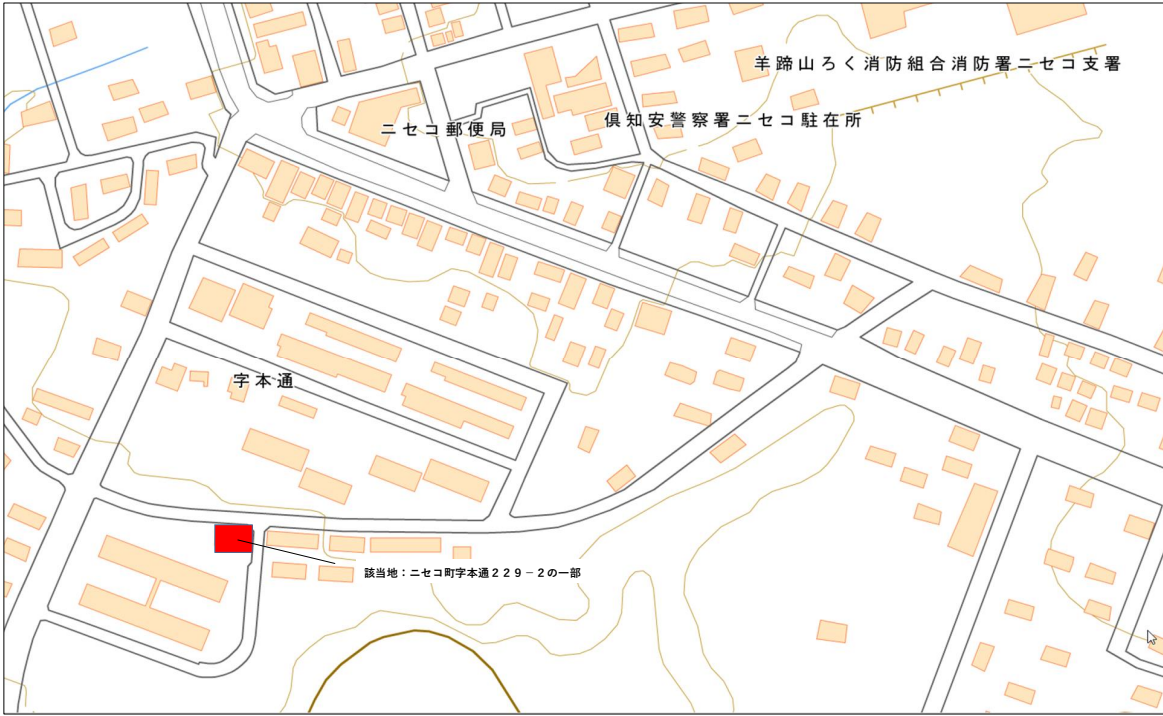 羊蹄山ろく消防組合消防署ニセコ支署
倶知安警察署ニセコ駐在所
ニセコ郵便局
字本通
該当地：ニセコ町字本通２２９－２の一部